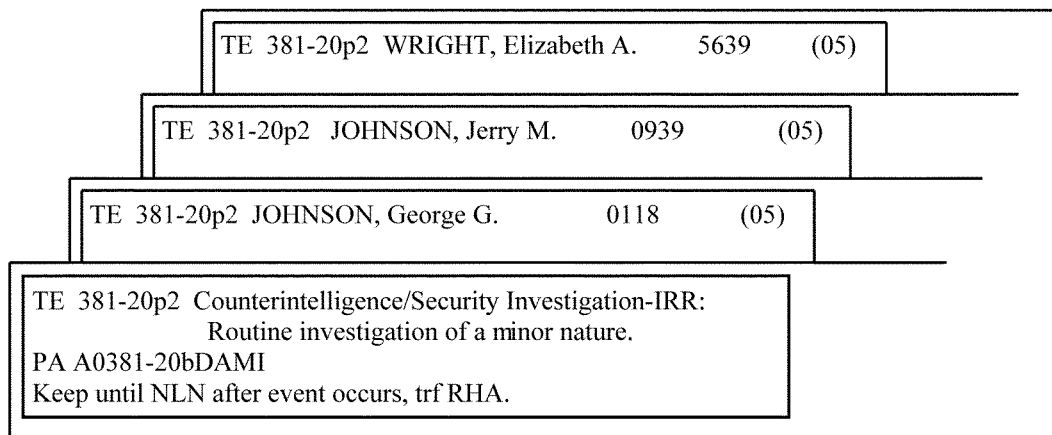 TE 381-20p2 WRIGHT, Elizabeth A. 5639 (05)
TE 381-20p2 JOHNSON, Jerry M. 0939 (05)
TE 381-20p2 JOHNSON, George G. 0118 (05)
TE 381-20p2 Counterintelligence/Security Investigation-IRR:
Routine investigation of a minor nature.
PA A0381-20bDAMI
Keep until NLN after event occurs, trf RHA.